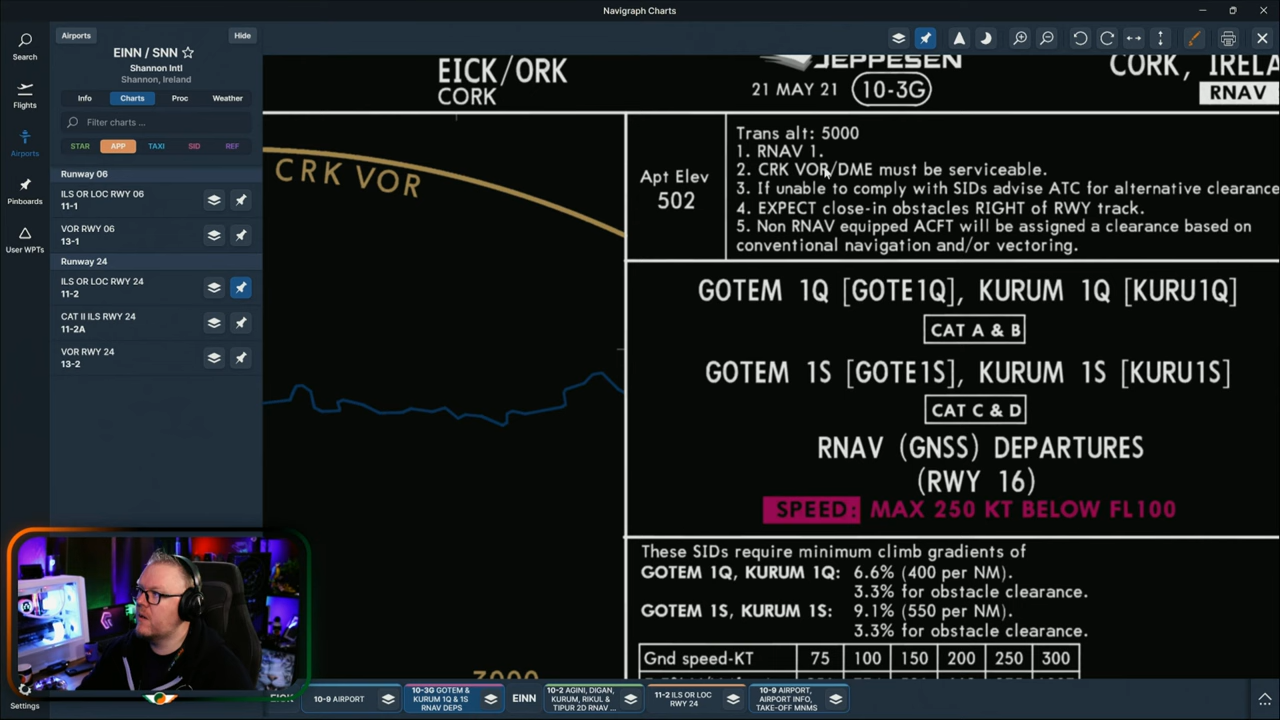 Navigraph Charts
Search
Flights
Airports
Pinboards
User WPTs
Settings
Airports
Hide
EINN / SNN
Shannon Intl
Shannon, Ireland
Info
Charts
Proc
Weather
Filter charts ...
STAR
APP
TAXI
SID
REF
Runway 06
ILS OR LOC RWY 06
11-1
VOR RWY 06
13-1
Runway 24
ILS OR LOC RWY 24
11-2
CAT II ILS RWY 24
11-2A
VOR RWY 24
13-2
EICK/ORK
CORK
JEPPESEN
21 MAY 21
10-3G
CORK, IRELA
RNAV
CRK VOR
Apt Elev
502
Trans alt: 5000
1. RNAV 1.
2. CRK VOR/DME must be serviceable.
3. If unable to comply with SIDs advise ATC for alternative clearance
4. EXPECT close-in obstacles RIGHT of RWY track.
5. Non RNAV equipped ACFT will be assigned a clearance based on
conventional navigation and/or vectoring.
GOTEM 1Q [GOTE1Q], KURUM 1Q [KURU1Q]
CAT A & B
GOTEM 1S [GOTE1S], KURUM 1S [KURU1S]
CAT C & D
RNAV (GNSS) DEPARTURES
(RWY 16)
SPEED: MAX 250 KT BELOW FL100
These SIDs require minimum climb gradients of
GOTEM 1Q, KURUM 1Q: 6.6% (400 per NM).
3.3% for obstacle clearance.
GOTEM 1S, KURUM 1S: 9.1% (550 per NM).
3.3% for obstacle clearance.
Gnd speed-KT 75 100 150 200 250 300
10-9 AIRPORT
10-3G GOTEM &
KURUM 1Q & 1S
RNAV DEPS
EINN
10-2 AGINI, DIGAN,
KURUM, RIKUL &
TIPUR 2D RNAV ...
11-2 ILS OR LOC
RWY 24
10-9 AIRPORT,
AIRPORT INFO,
TAKE-OFF MNMS